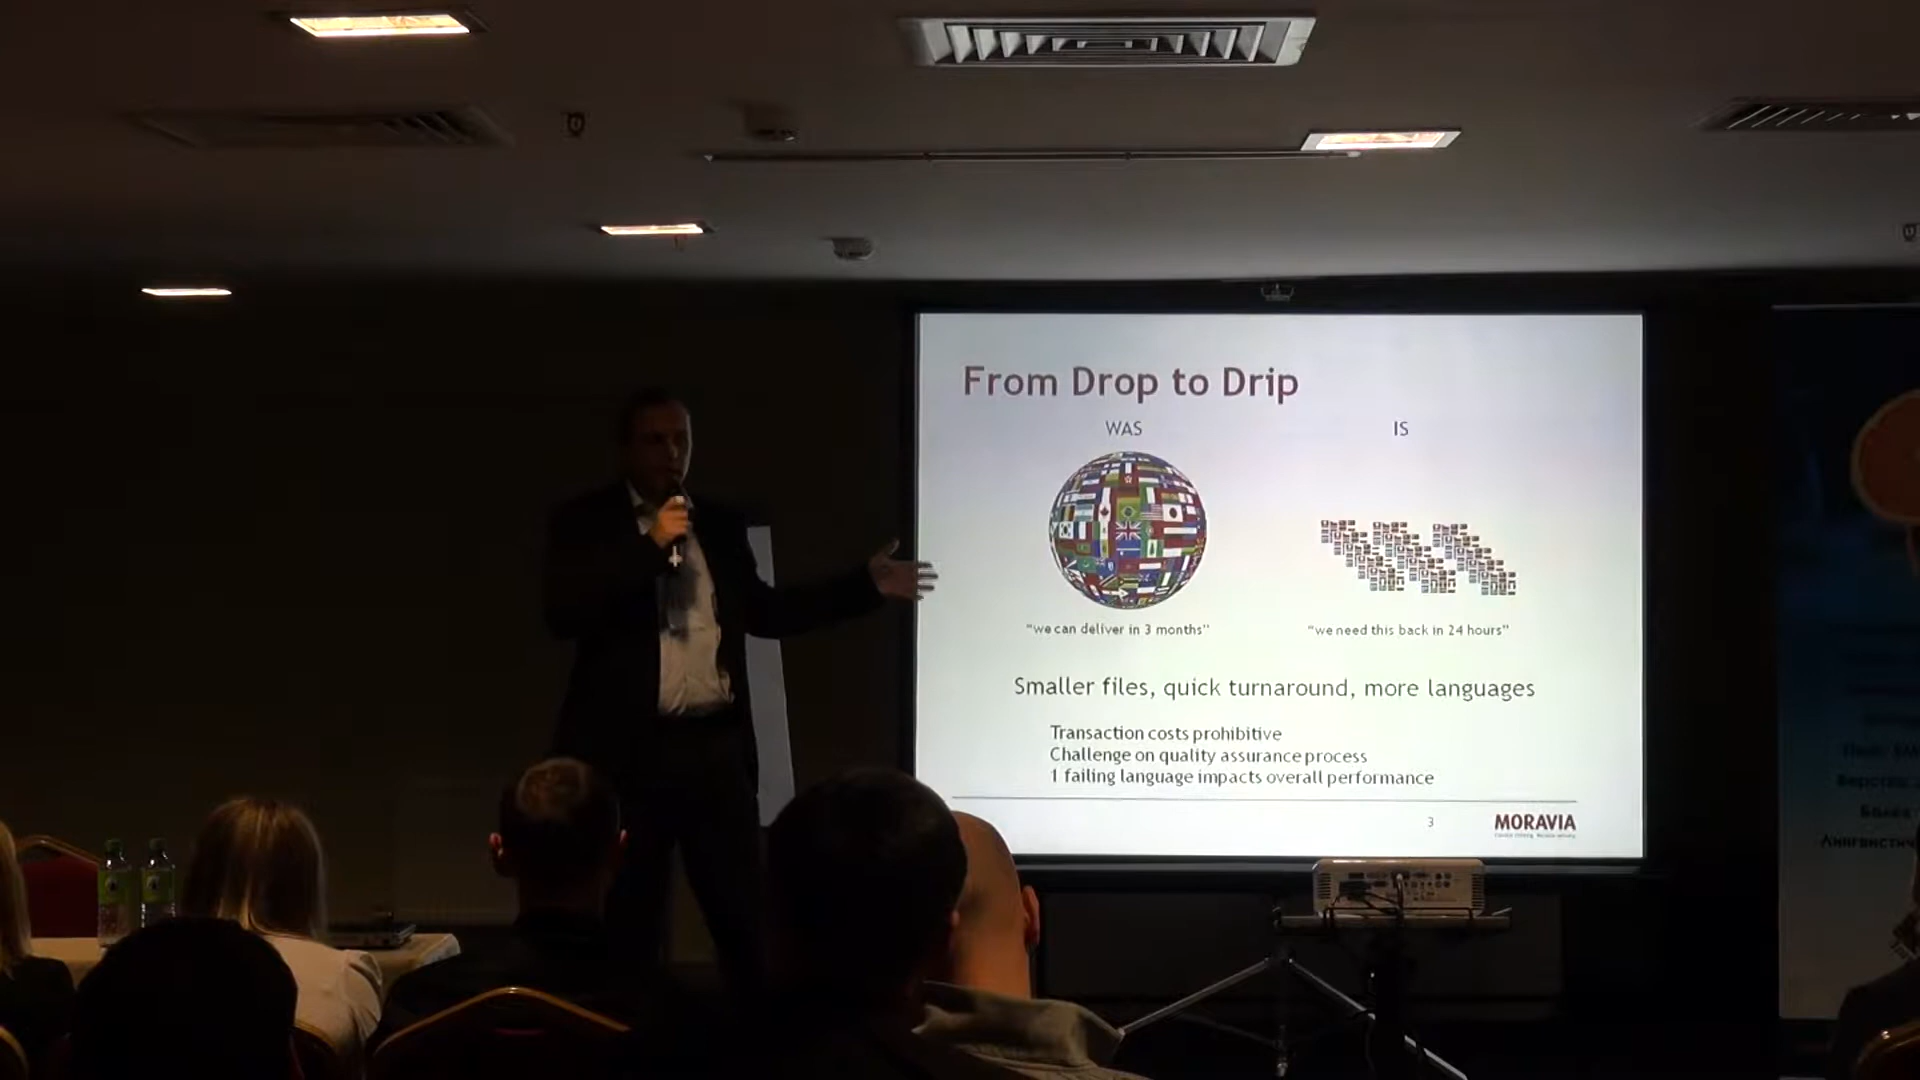 From Drop to Drip
WAS
IS
"we can deliver in 3 months"
"we need this back in 24 hours"
Smaller files, quick turnaround, more languages
Transaction costs prohibitive
Challenge on quality assurance process
1 failing language impacts overall performance
3
MORAVIA